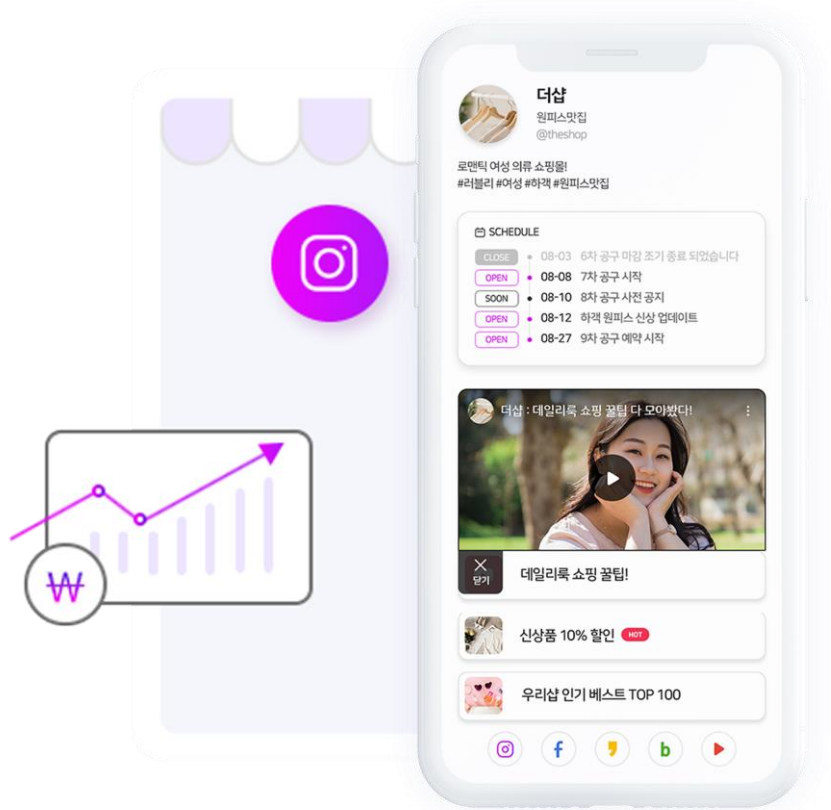 더샵
원피스맛집
@theshop
로맨틱 여성 의류 쇼핑몰!
#러블리 #여성 #하객 #원피스맛집
SCHEDULE
CLOSE 08-03 6차 공구 마감 조기 종료 되었습니다
OPEN 08-08 7차 공구 시작
SOON 08-10 8차 공구 사전 공지
OPEN 08-12 하객 원피스 신상 업데이트
OPEN 08-27 9차 공구 예약 시작
더샵 : 데일리룩 쇼핑 꿀팁 다 모아봤다!
닫기
데일리룩 쇼핑 꿀팁!
신상품 10% 할인 HOT
우리샵 인기 베스트 TOP 100
₩